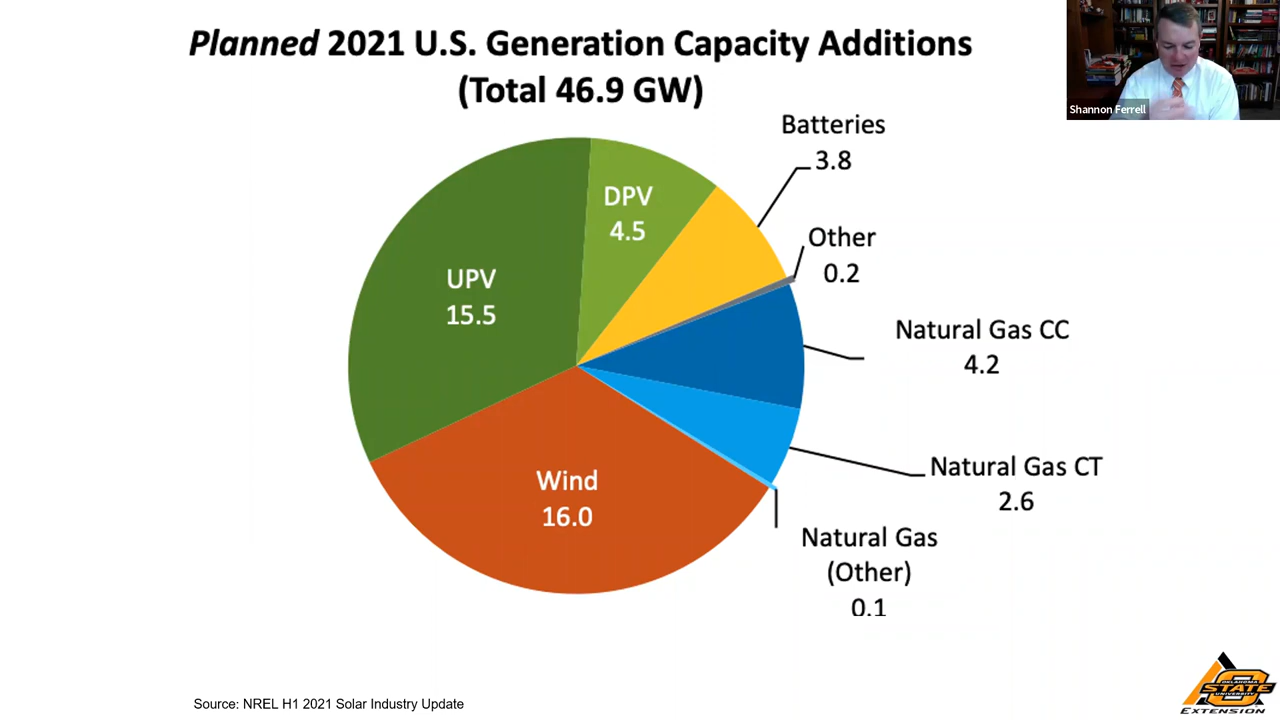 Planned 2021 U.S. Generation Capacity Additions
(Total 46.9 GW)
Shannon Ferrell
Batteries
3.8
DPV
4.5
Other
0.2
UPV
15.5
Natural Gas CC
4.2
Natural Gas CT
2.6
Wind
16.0
Natural Gas
(Other)
0.1
Source: NREL H1 2021 Solar Industry Update
OKLAHOMA
STATE
UNIVERSITY
EXTENSION